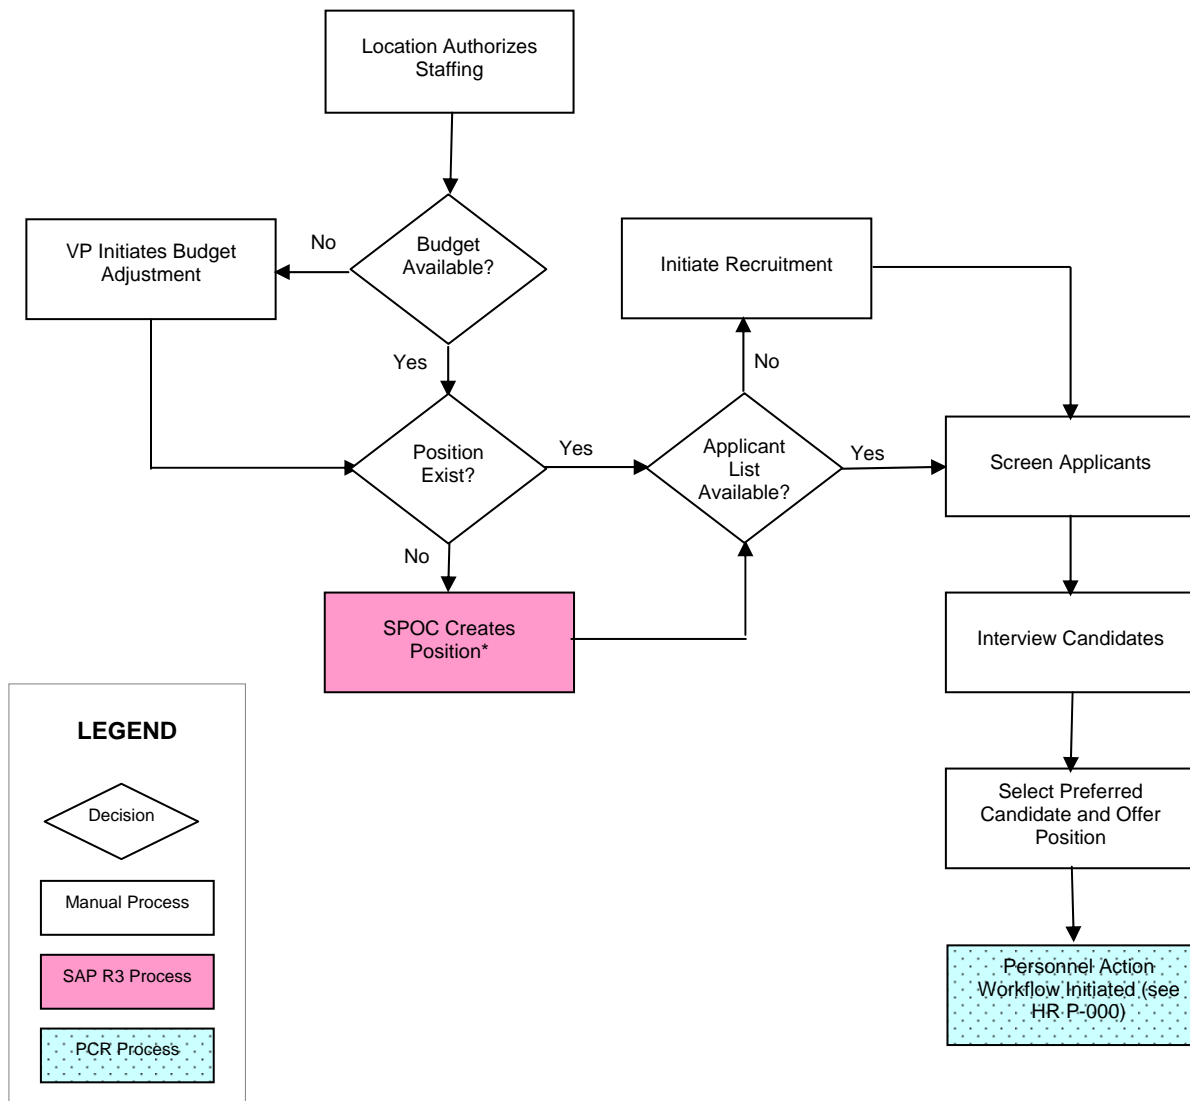 Location Authorizes
Staffing
Budget
Available?
No
VP Initiates Budget
Adjustment
Yes
Initiate Recruitment
No
Position
Exist?
Yes
Applicant
List
Available?
Yes
Screen Applicants
No
SPOC Creates
Position*
Interview Candidates
Select Preferred
Candidate and Offer
Position
Personnel Action
Workflow Initiated (see
HR P-000)
LEGEND
Decision
Manual Process
SAP R3 Process
PCR Process